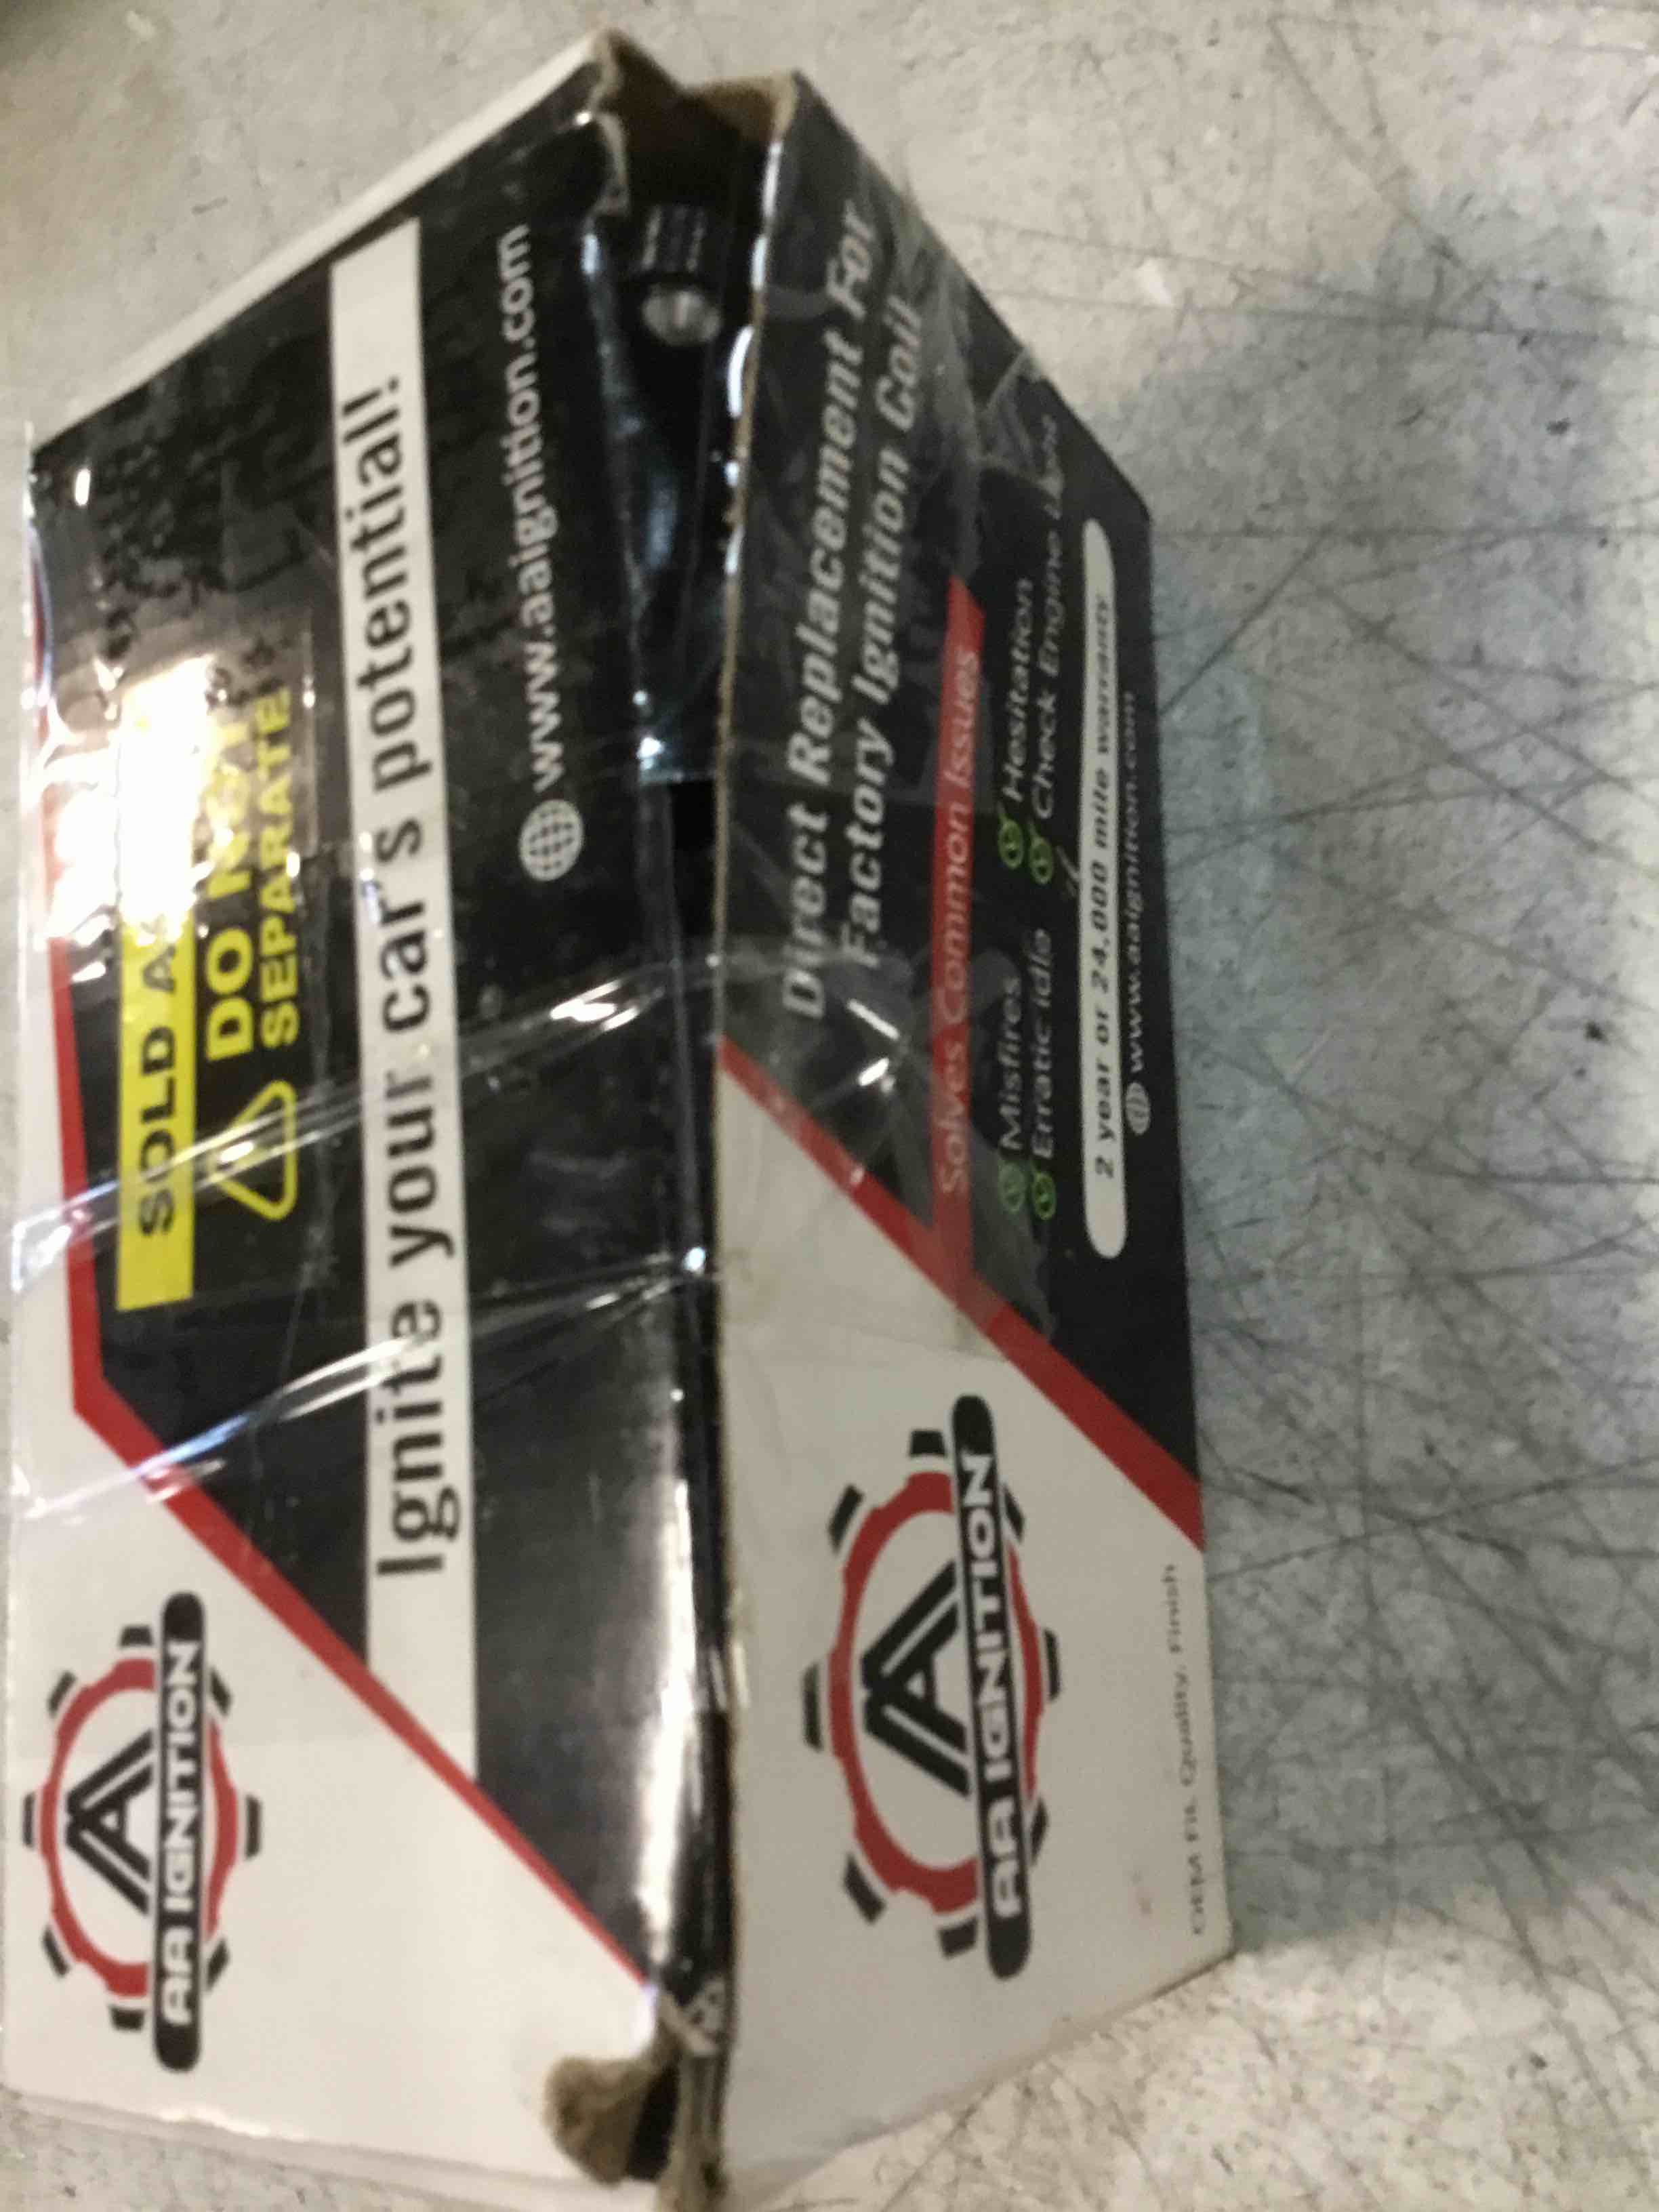 SOLD A
DO NOT
SEPARATE
Ignite your car's potential!
www.aaignition.com
AA IGNITION
Direct Replacement For
Factory Ignition Coil
Solves Common Issues
Misfires
Hesitation
Erratic idle
Check Engine
2 year or 24,000 mile warranty
www.aaignition.com
AA IGNITION
OEM Fit, Quality, Finish